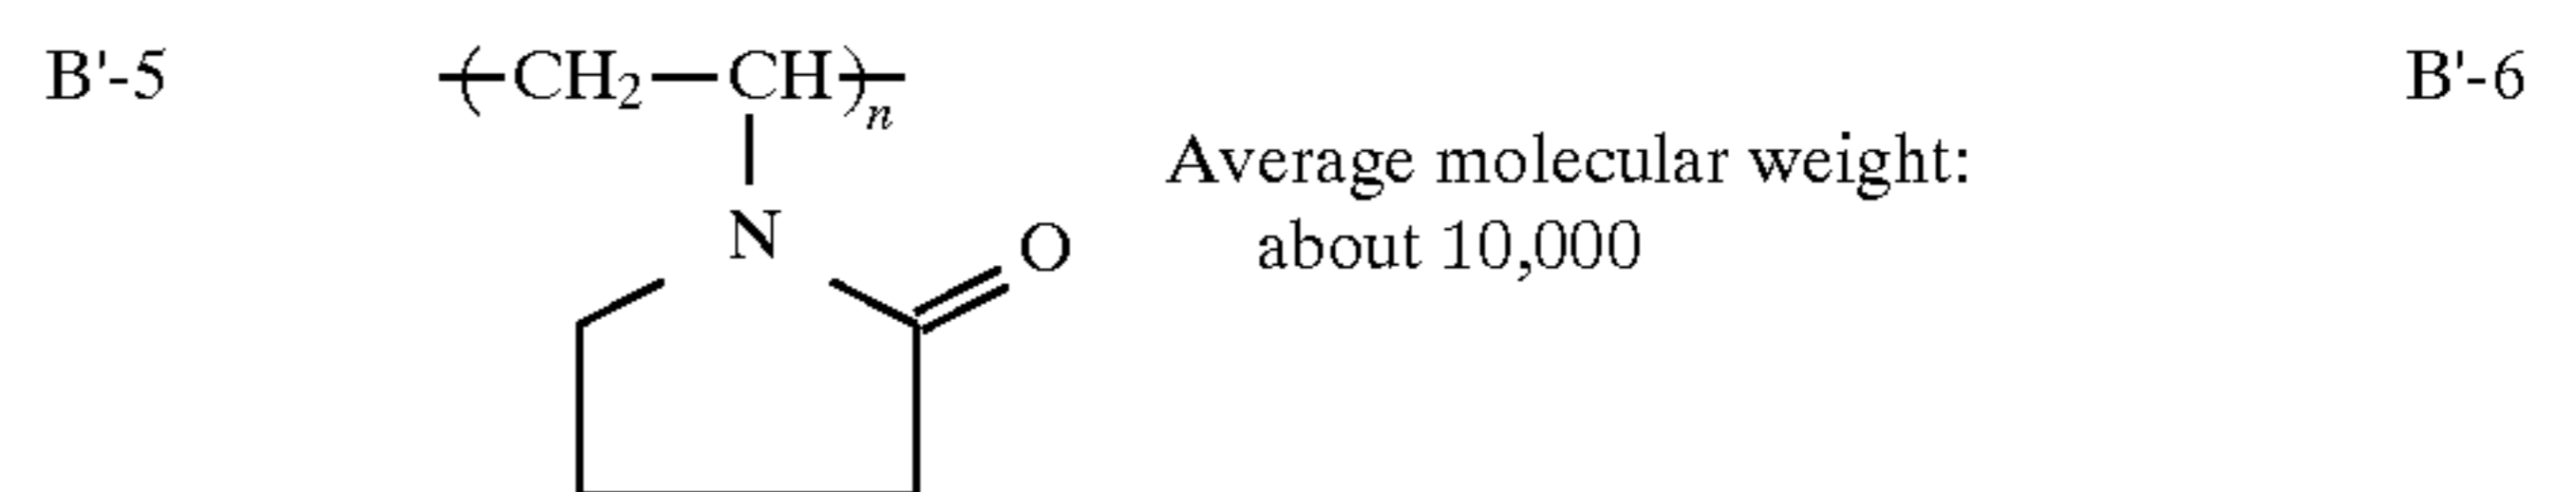 B'-5 (CH2—CH)n B'-6
Average molecular weight:
N O about 10,000